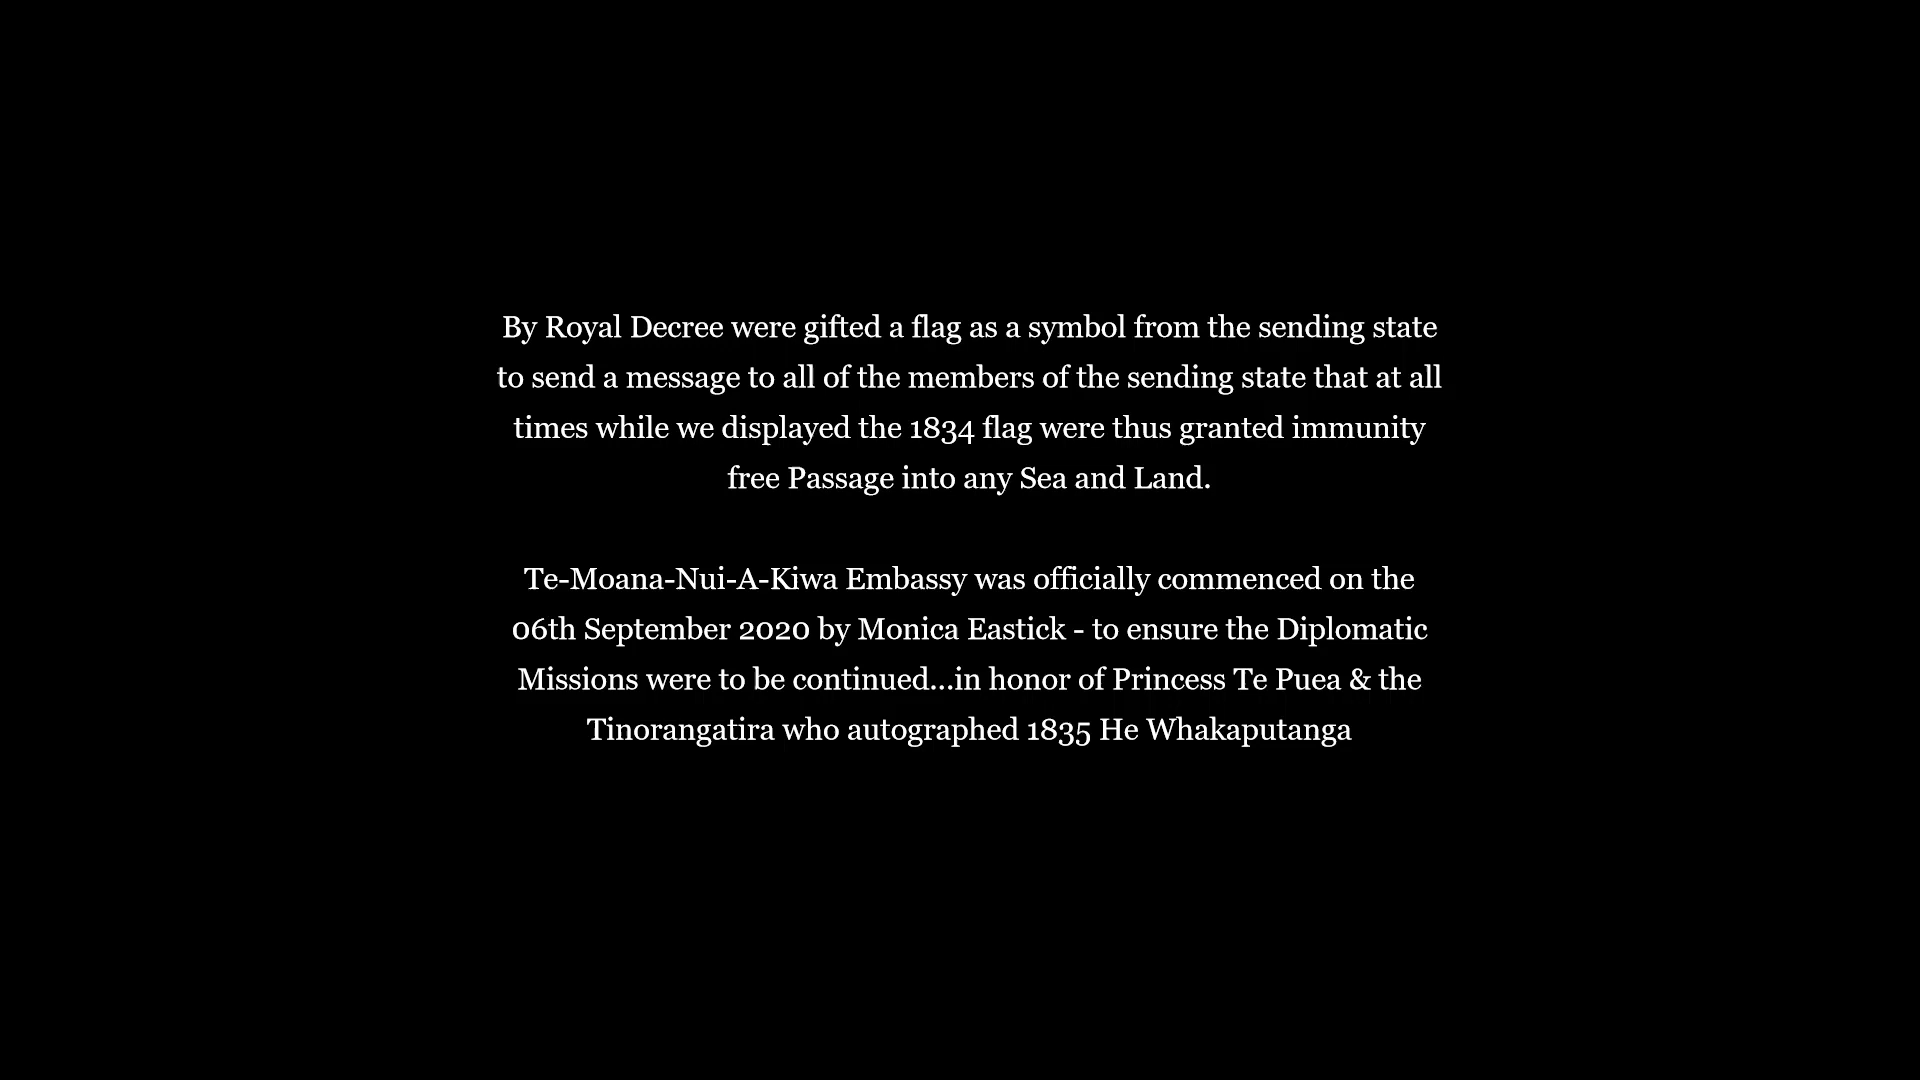 By Royal Decree were gifted a flag as a symbol from the sending state
to send a message to all of the members of the sending state that at all
times while we displayed the 1834 flag were thus granted immunity
free Passage into any Sea and Land.
Te-Moana-Nui-A-Kiwa Embassy was officially commenced on the
06th September 2020 by Monica Eastick - to ensure the Diplomatic
Missions were to be continued...in honor of Princess Te Puea & the
Tinorangatira who autographed 1835 He Whakaputanga